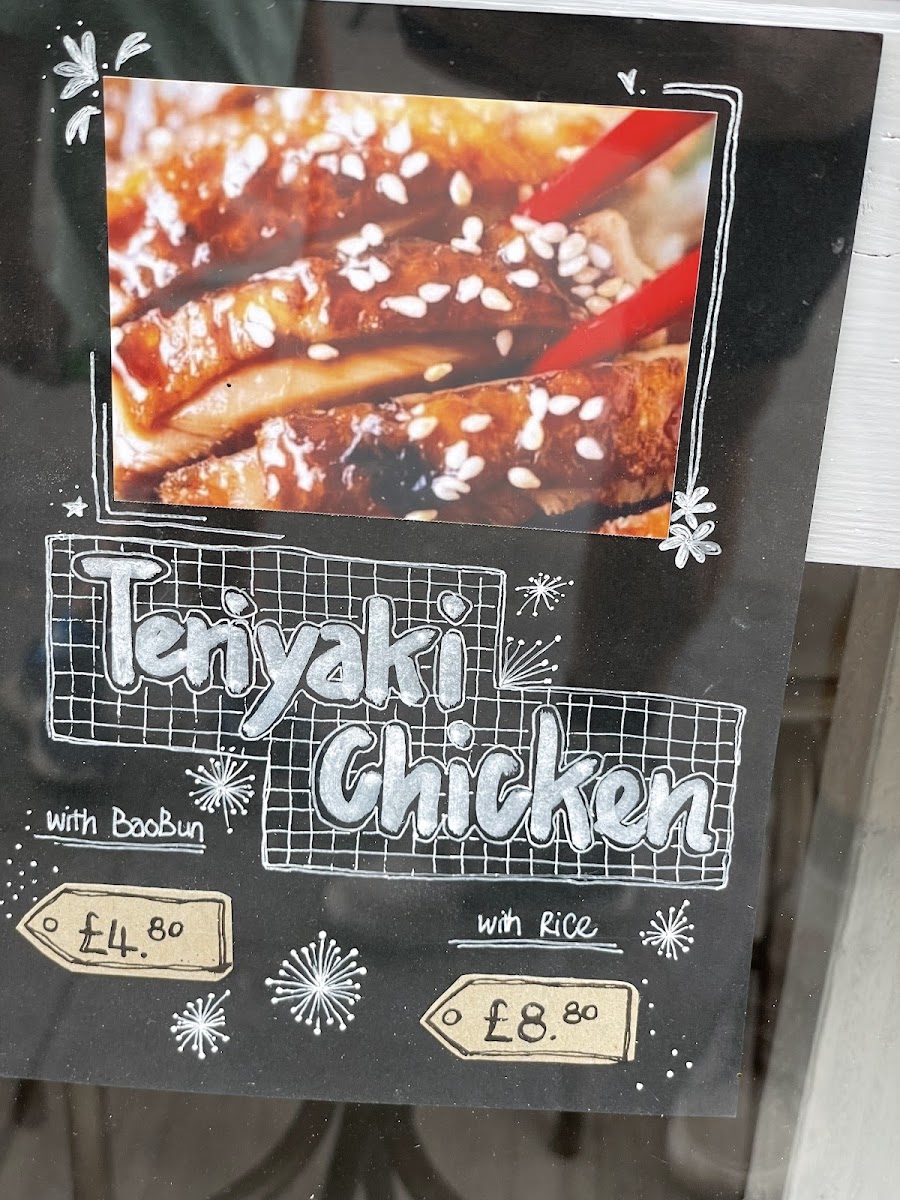 Teriyaki
Chicken
with BaoBun
£4.80
with Rice
£8.80